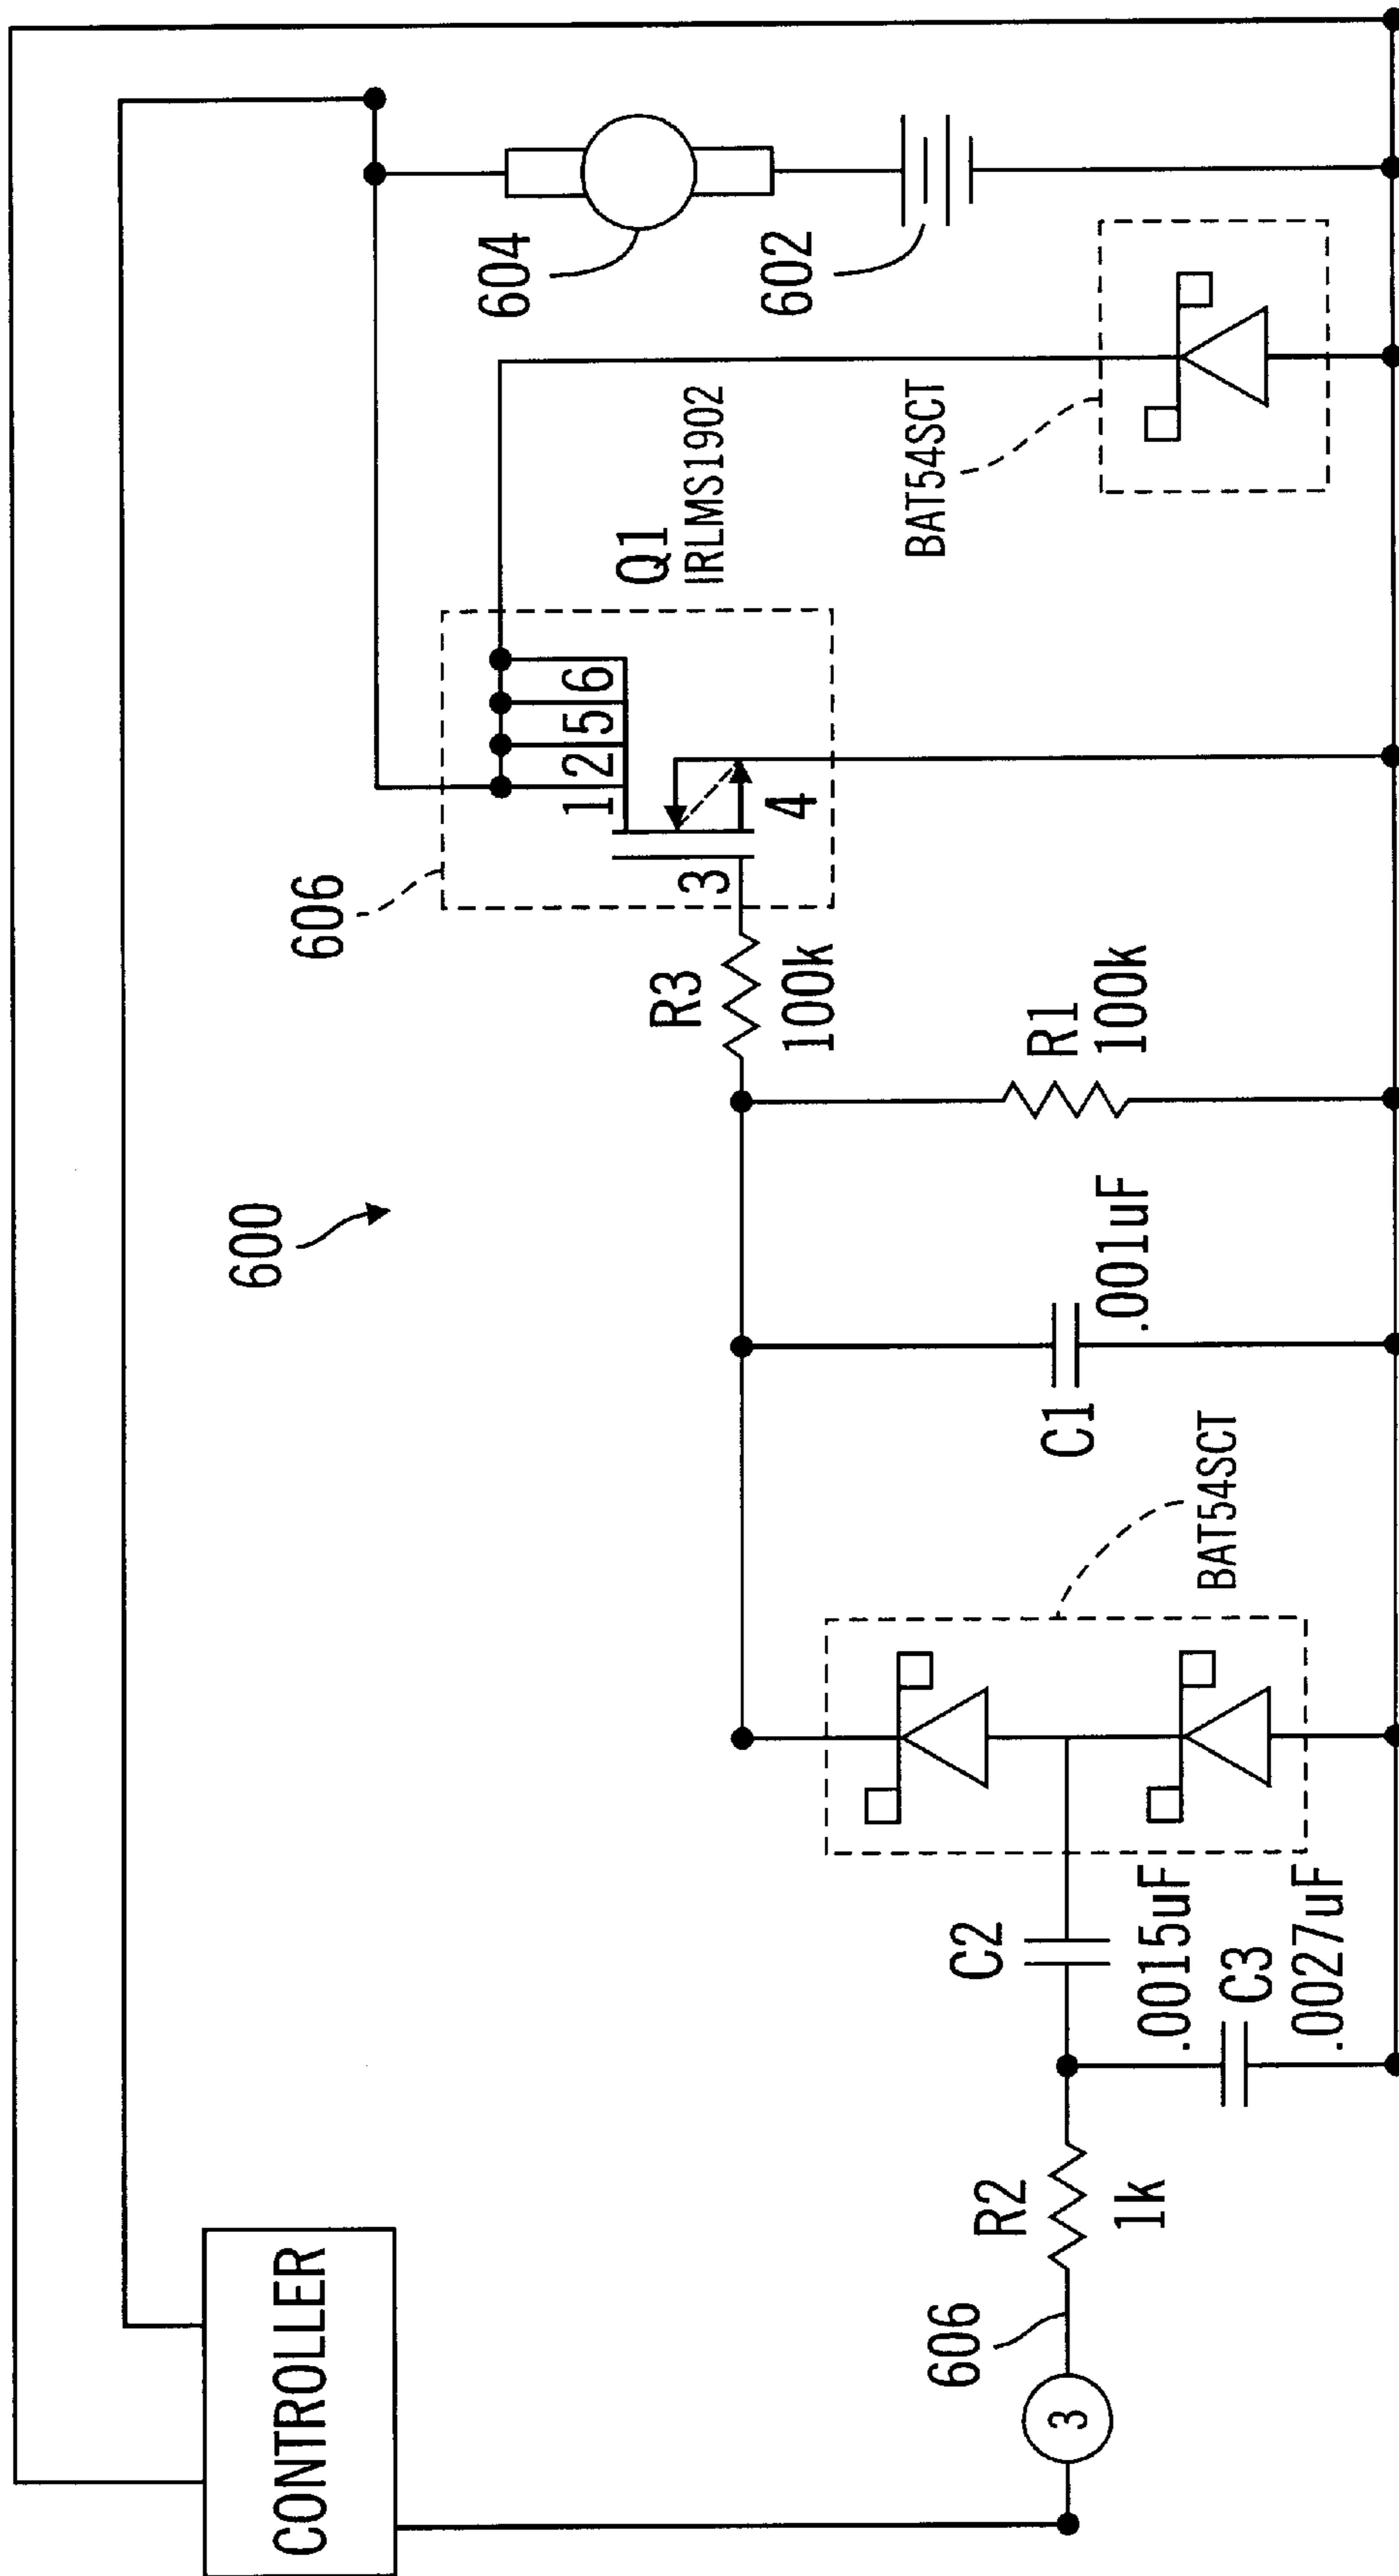 CONTROLLER
600
606
Q1
IRLMS1902
604
602
1 2 5 6
3
4
R3
100k
BAT54SCT
R1
100k
C1
.001uF
BAT54SCT
C2
.0015uF
C3
.0027uF
R2
1k
606
3